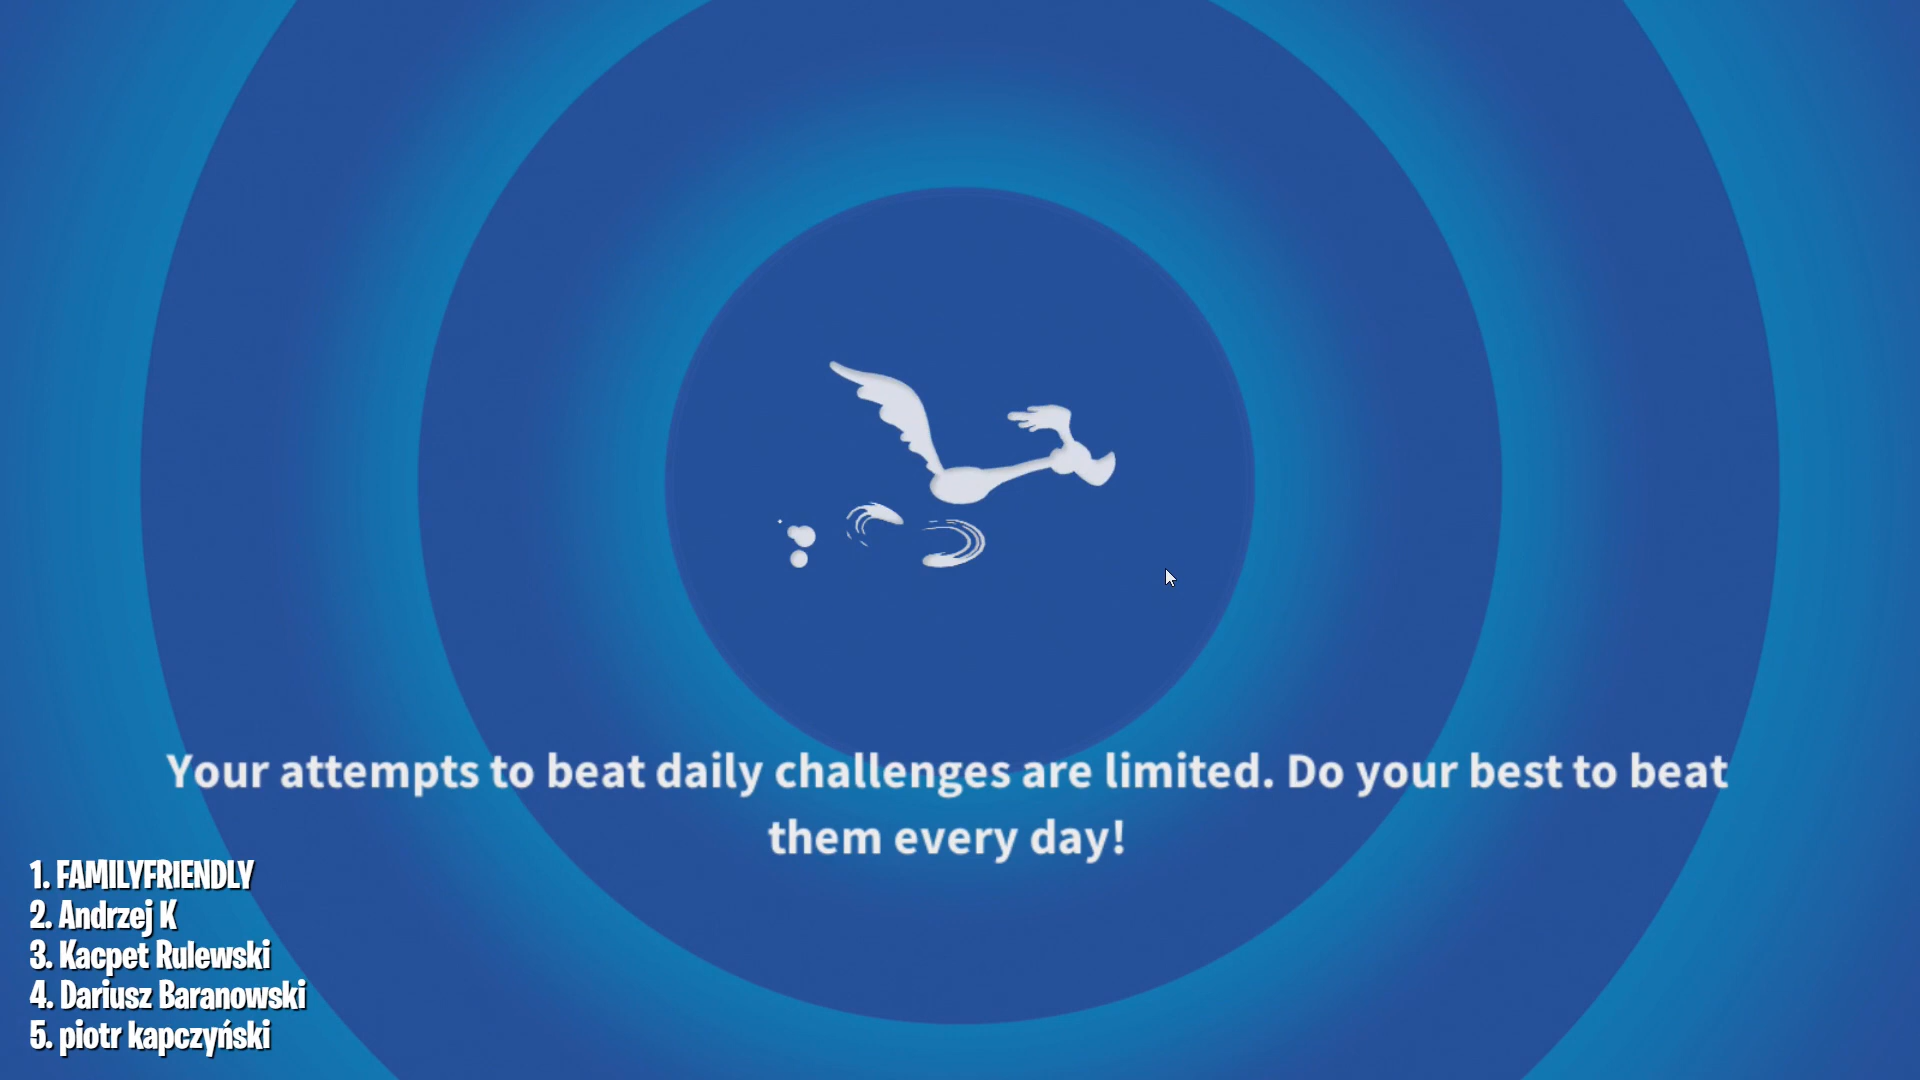 Your attempts to beat daily challenges are limited. Do your best to beat
them every day!
1. FAMILYFRIENDLY
2. Andrzej K
3. Kacpet Rulewski
4. Dariusz Baranowski
5. piotr kapczyński